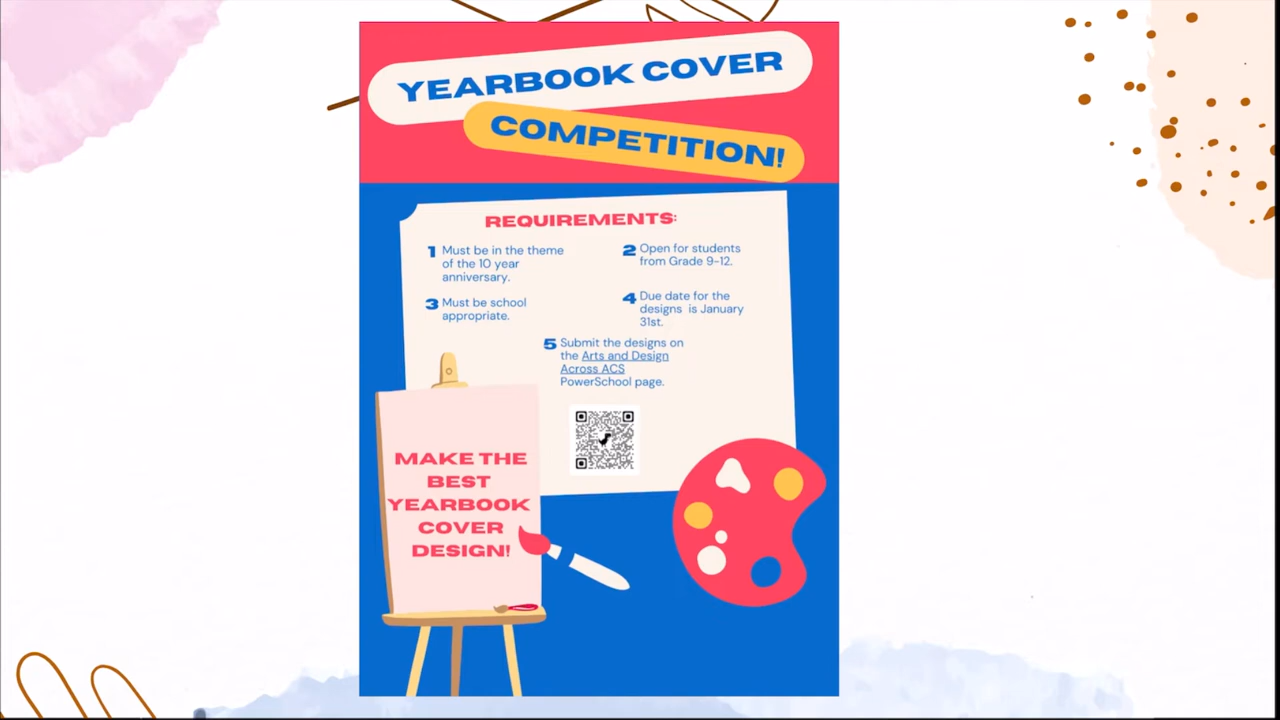 YEARBOOK COVER
COMPETITION!
REQUIREMENTS:
1 Must be in the theme
of the 10 year
anniversary.
2 Open for students
from Grade 9-12.
3 Must be school
appropriate.
4 Due date for the
designs is January
31st.
5 Submit the designs on
the Arts and Design
Across ACS
PowerSchool page.
MAKE THE
BEST
YEARBOOK
COVER
DESIGN!